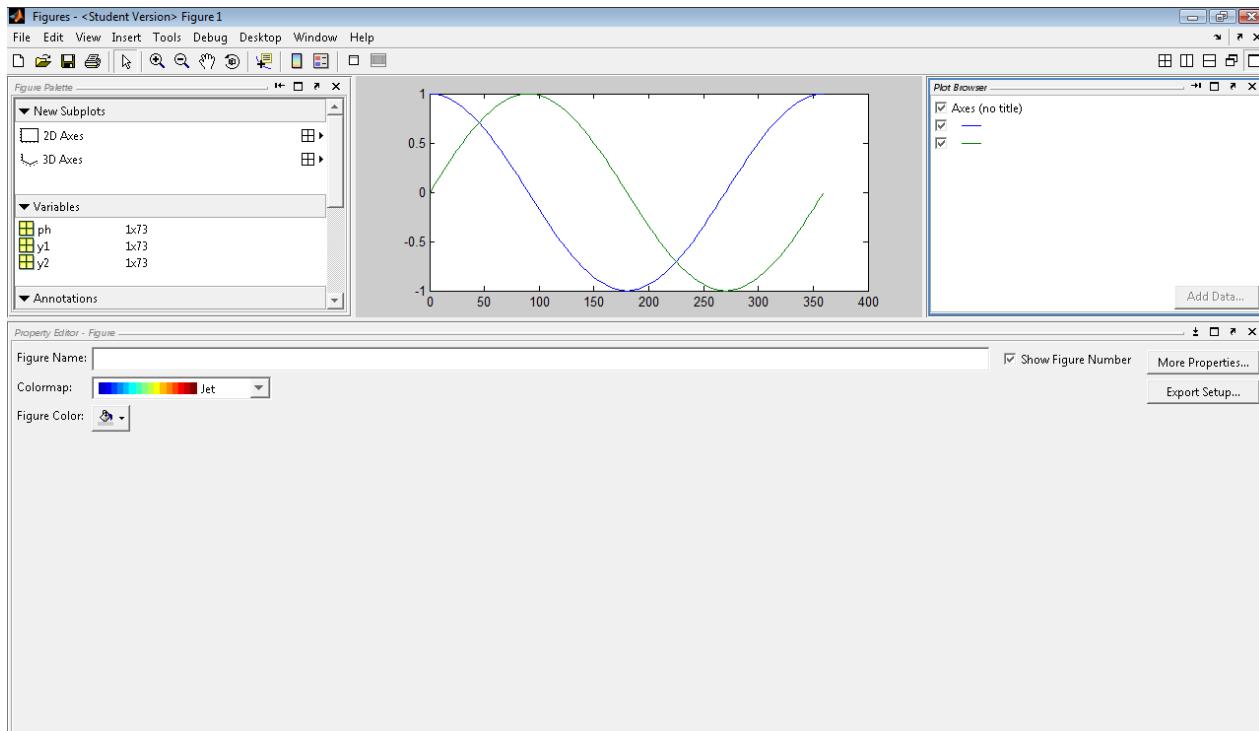 Figures - <Student Version> Figure 1
File Edit View Insert Tools Debug Desktop Window Help
Figure Palette
New Subplots
2D Axes
3D Axes
Variables
ph 1x73
y1 1x73
y2 1x73
Annotations
1
0.5
0
-0.5
-1
0 50 100 150 200 250 300 350 400
Plot Browser
Axes (no title)
Add Data...
Property Editor - Figure
Figure Name: Show Figure Number More Properties...
Colormap: Jet Export Setup...
Figure Color: